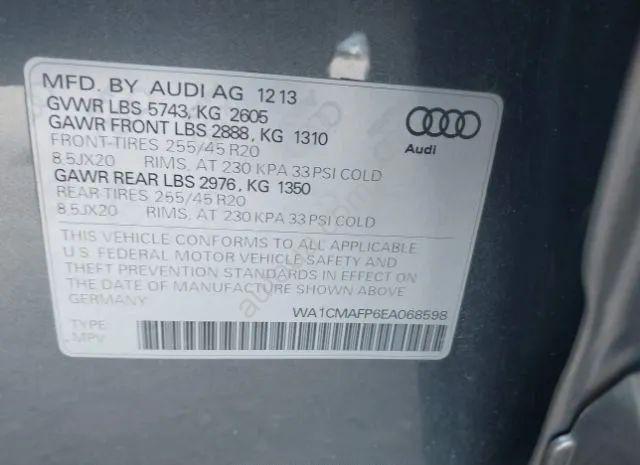 MFD. BY AUDI AG 12 13
GVWR LBS 5743, KG 2605
GAWR FRONT LBS 2888, KG 1310
FRONT-TIRES 255/45 R20
8.5JX20 RIMS, AT 230 KPA 33 PSI COLD
GAWR REAR LBS 2976, KG 1350
REAR-TIRES 255/45 R20
8.5JX20 RIMS, AT 230 KPA 33 PSI COLD
Audi
THIS VEHICLE CONFORMS TO ALL APPLICABLE
U.S. FEDERAL MOTOR VEHICLE SAFETY AND
THEFT PREVENTION STANDARDS IN EFFECT ON
THE DATE OF MANUFACTURE SHOWN ABOVE.
GERMANY
WA1CMAFP6EA068598
TYPE:
MPV